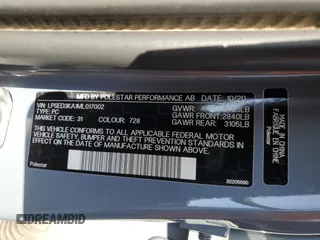 MFD BY POLESTAR PERFORMANCE AB, DATE: 10/20
VIN: LPSED3KA1ML017002
TYPE: PC
MARKET CODE: 31 COLOUR: 728
GVWR:
GAWR FRONT: 2840LB
GAWR REAR: 3105LB
THIS VEHICLE CONFORMS TO ALL APPLICABLE FEDERAL MOTOR
VEHICLE SAFETY, BUMPER AND THEFT PREVENTION STANDARDS IN
EFFECT ON THE DATE OF MANUFACTURE SHOWN ABOVE.
Polestar
32205590
MADE IN CHINA
FABRIQUÉ EN CHINE
DREAMBID